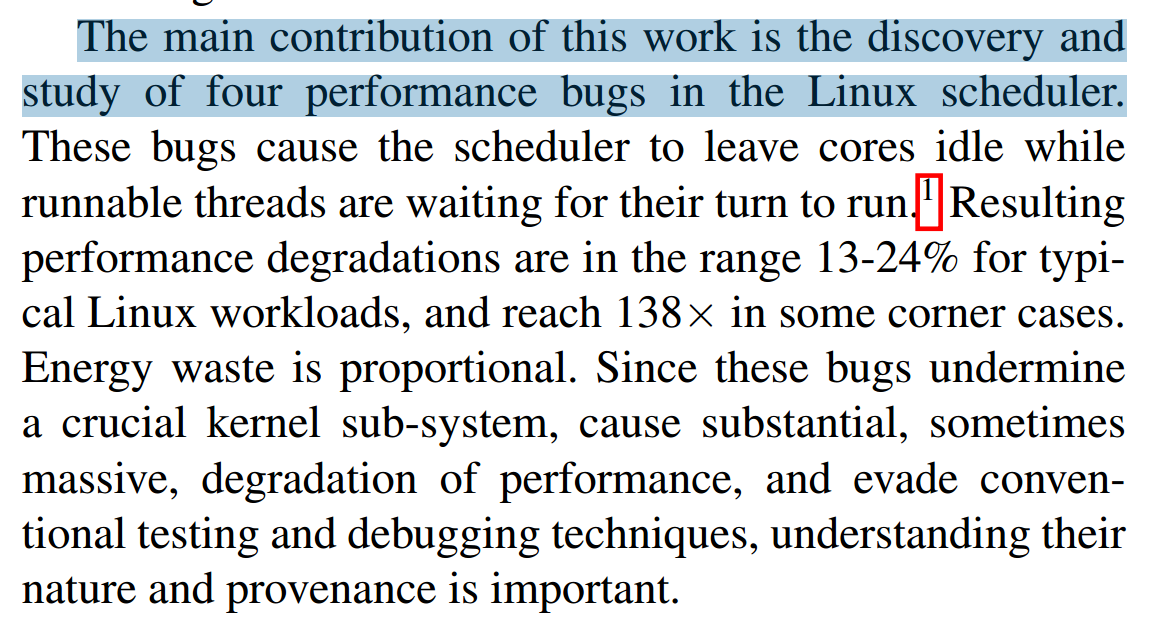 The main contribution of this work is the discovery and
study of four performance bugs in the Linux scheduler.
These bugs cause the scheduler to leave cores idle while
runnable threads are waiting for their turn to run.¹ Resulting
performance degradations are in the range 13-24% for typi-
cal Linux workloads, and reach 138× in some corner cases.
Energy waste is proportional. Since these bugs undermine
a crucial kernel sub-system, cause substantial, sometimes
massive, degradation of performance, and evade conven-
tional testing and debugging techniques, understanding their
nature and provenance is important.